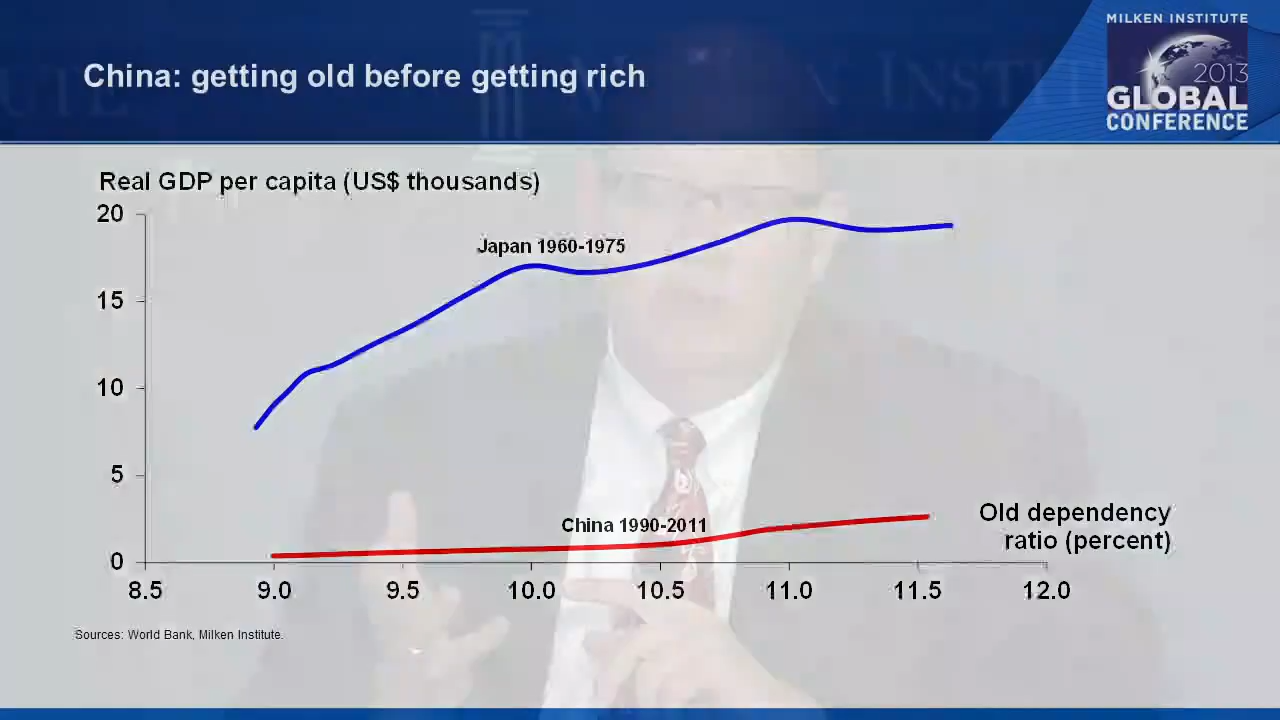 MILKEN INSTITUTE
2013
GLOBAL
CONFERENCE
China: getting old before getting rich
Real GDP per capita (US$ thousands)
20
15
10
5
0
Japan 1960-1975
China 1990-2011
Old dependency
ratio (percent)
8.5 9.0 9.5 10.0 10.5 11.0 11.5 12.0
Sources: World Bank, Milken Institute.